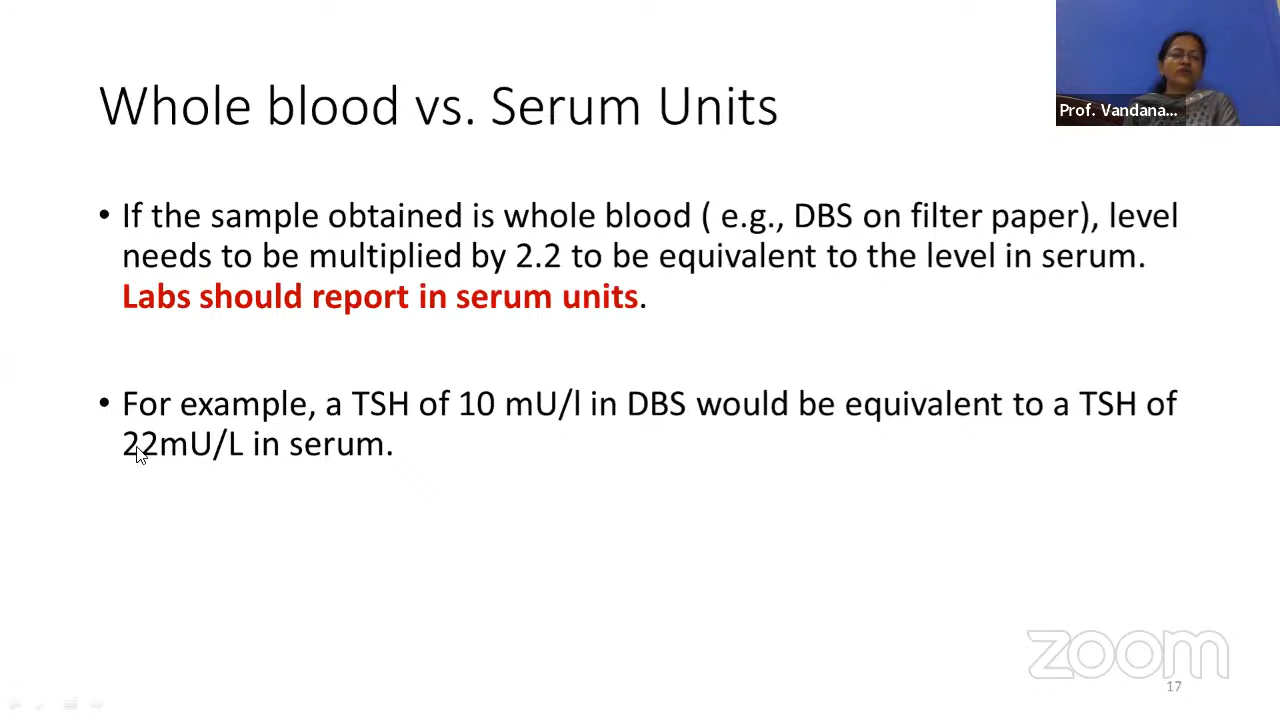 Whole blood vs. Serum Units
Prof. Vandana...
• If the sample obtained is whole blood ( e.g., DBS on filter paper), level
needs to be multiplied by 2.2 to be equivalent to the level in serum.
Labs should report in serum units.
• For example, a TSH of 10 mU/l in DBS would be equivalent to a TSH of
22mU/L in serum.
zoom
17